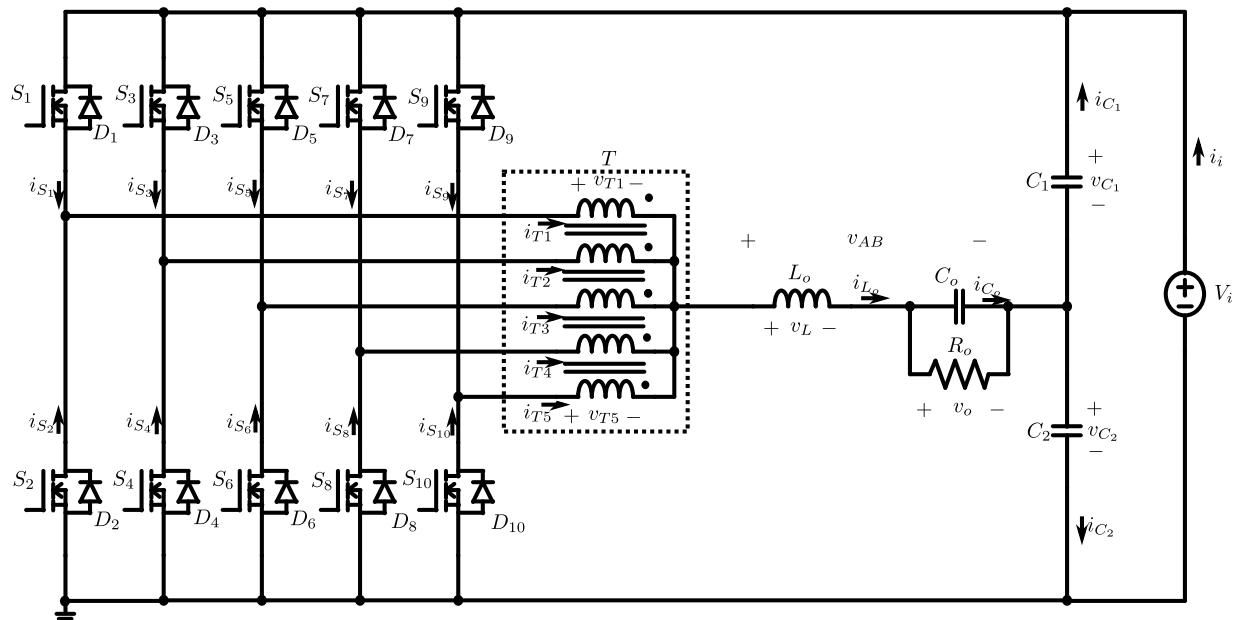 S1 S3 S5 S7 S9
D1 D3 D5 D7 D9
iC1
T
ii
iS1 iS3 iS5 iS7 iS9
+ vT1 −
C1 + vC1 −
iT1
iT2
iT3
iT4
iT5
+ vT5 −
+ vAB −
Lo iLo Co iCo
+ vL −
Vi
Ro
+ vo −
iS2 iS4 iS6 iS8 iS10
C2 + vC2 −
S2 S4 S6 S8 S10
D2 D4 D6 D8 D10
iC2